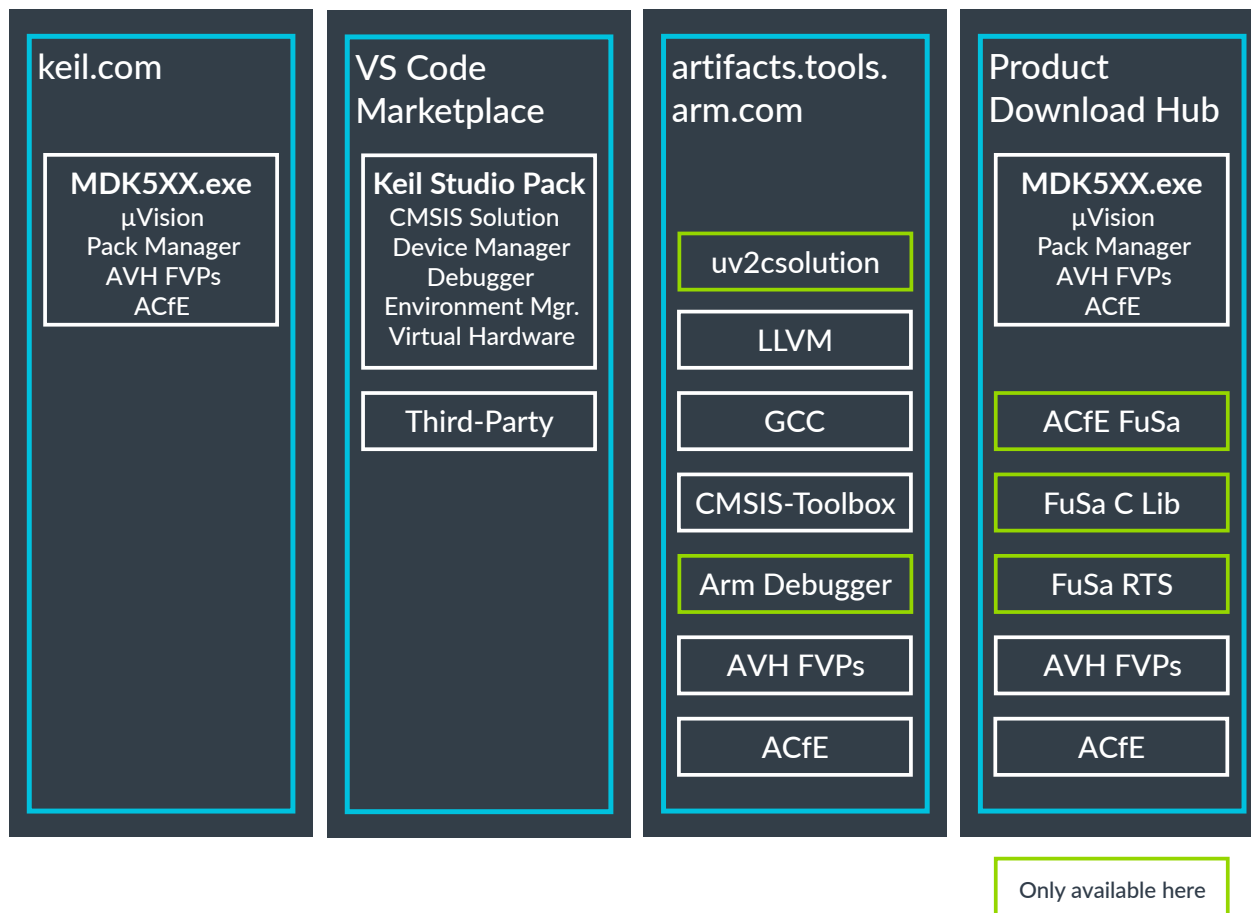 keil.com
MDK5XX.exe
µVision
Pack Manager
AVH FVPs
ACfE
VS Code
Marketplace
Keil Studio Pack
CMSIS Solution
Device Manager
Debugger
Environment Mgr.
Virtual Hardware
Third-Party
artifacts.tools.
arm.com
uv2csolution
LLVM
GCC
CMSIS-Toolbox
Arm Debugger
AVH FVPs
ACfE
Product
Download Hub
MDK5XX.exe
µVision
Pack Manager
AVH FVPs
ACfE
ACfE FuSa
FuSa C Lib
FuSa RTS
AVH FVPs
ACfE
Only available here